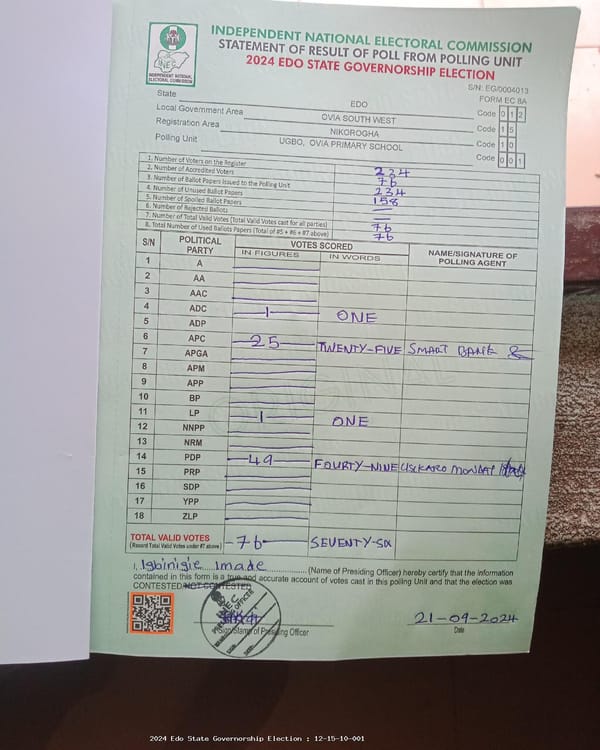 INDEPENDENT NATIONAL ELECTORAL COMMISSION
STATEMENT OF RESULT OF POLL FROM POLLING UNIT
2024 EDO STATE GOVERNORSHIP ELECTION
INEC
INDEPENDENT NATIONAL ELECTORAL COMMISSION
S/N: EG/0004013
FORM EC 8A
State EDO Code 0 1 2
Local Government Area OVIA SOUTH WEST Code 1 5
Registration Area NIKOROGHA Code 1 0
Polling Unit UGBO, OVIA PRIMARY SCHOOL Code 0 0 1
1. Number of Voters on the Register 234
2. Number of Accredited Voters 76
3. Number of Ballot Papers Issued to the Polling Unit 234
4. Number of Unused Ballot Papers 158
5. Number of Spoiled Ballot Papers —
6. Number of Rejected Ballots —
7. Number of Total Valid Votes (Total Valid Votes cast for all parties) 76
8. Total Number of Used Ballots Papers (Total of #5 + #6 + #7 above) 76
S/N POLITICAL PARTY VOTES SCORED NAME/SIGNATURE OF POLLING AGENT
IN FIGURES IN WORDS
1 A
2 AA
3 AAC
4 ADC 1 ONE
5 ADP
6 APC 25 TWENTY-FIVE SMART
7 APGA
8 APM
9 APP
10 BP
11 LP 1 ONE
12 NNPP
13 NRM
14 PDP 49 FOURTY-NINE MONDAY
15 PRP
16 SDP
17 YPP
18 ZLP
TOTAL VALID VOTES 76 SEVENTY-SIX
(Record Total Valid Votes under #7 above)
I, Igbinigie Imade (Name of Presiding Officer) hereby certify that the information
contained in this form is a true and accurate account of votes cast in this polling Unit and that the election was
CONTESTED/NOT CONTESTED
INEC
21-09-2024
Sign/Stamp of Presiding Officer Date
2024 Edo State Governorship Election : 12-15-10-001